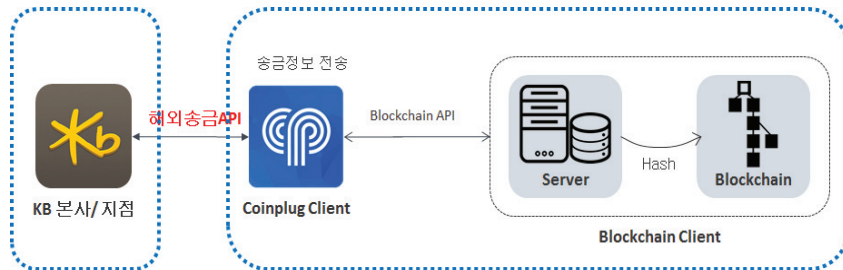 송금정보 전송
해외송금API
Blockchain API
Kb
Server
Hash
Blockchain
KB 본사/ 지점
Coinplug Client
Blockchain Client